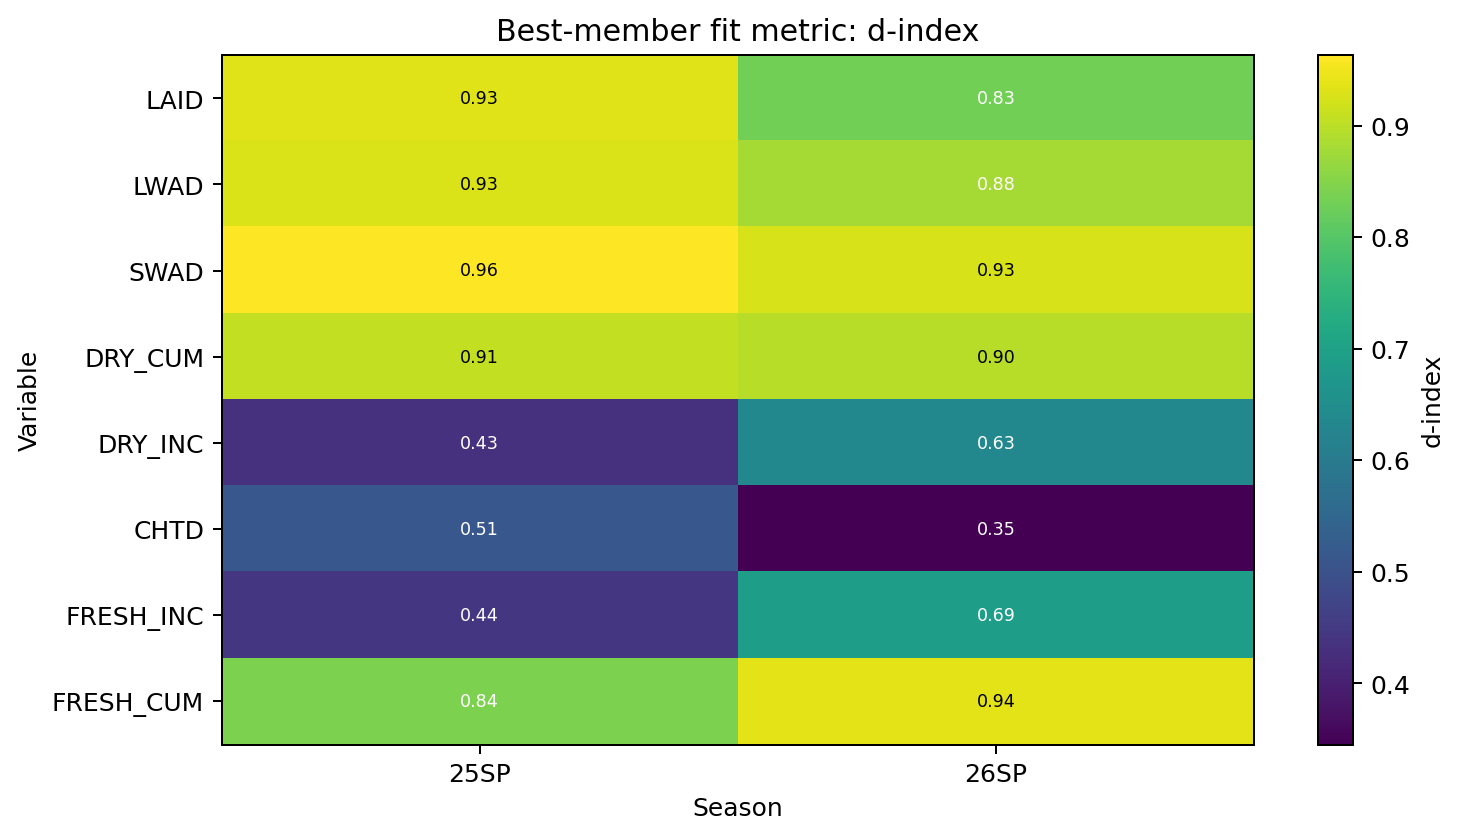 Best-member fit metric: d-index
LAID 0.93 0.83
LWAD 0.93 0.88
SWAD 0.96 0.93
DRY_CUM 0.91 0.90
DRY_INC 0.43 0.63
CHTD 0.51 0.35
FRESH_INC 0.44 0.69
FRESH_CUM 0.84 0.94
25SP 26SP
Season
Variable
0.9
0.8
0.7
0.6
0.5
0.4
d-index